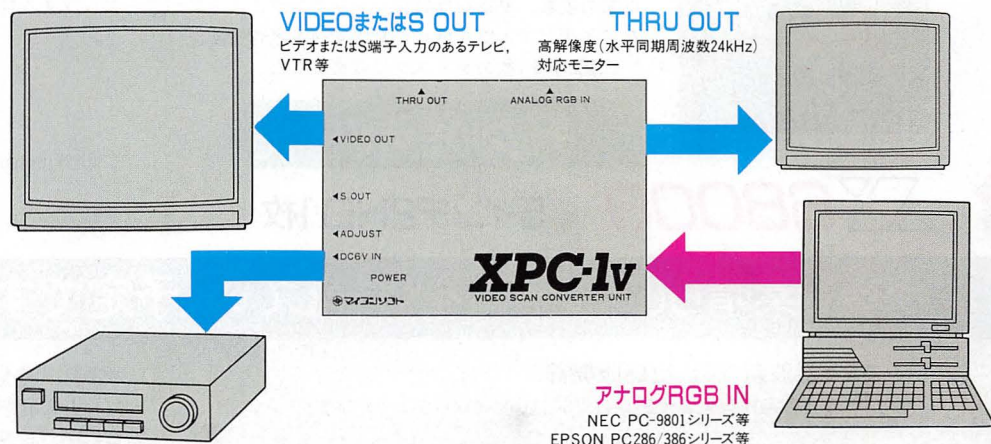 VIDEOまたはS OUT
ビデオまたはS端子入力のあるテレビ,
VTR等
THRU OUT
高解像度(水平同期周波数24kHz)
対応モニター
THRU OUT
ANALOG RGB IN
VIDEO OUT
S OUT
ADJUST
DC6V IN
POWER
マイコンソフト
XPC-1v
VIDEO SCAN CONVERTER UNIT
アナログRGB IN
NEC PC-9801シリーズ等
EPSON PC286/386シリーズ等